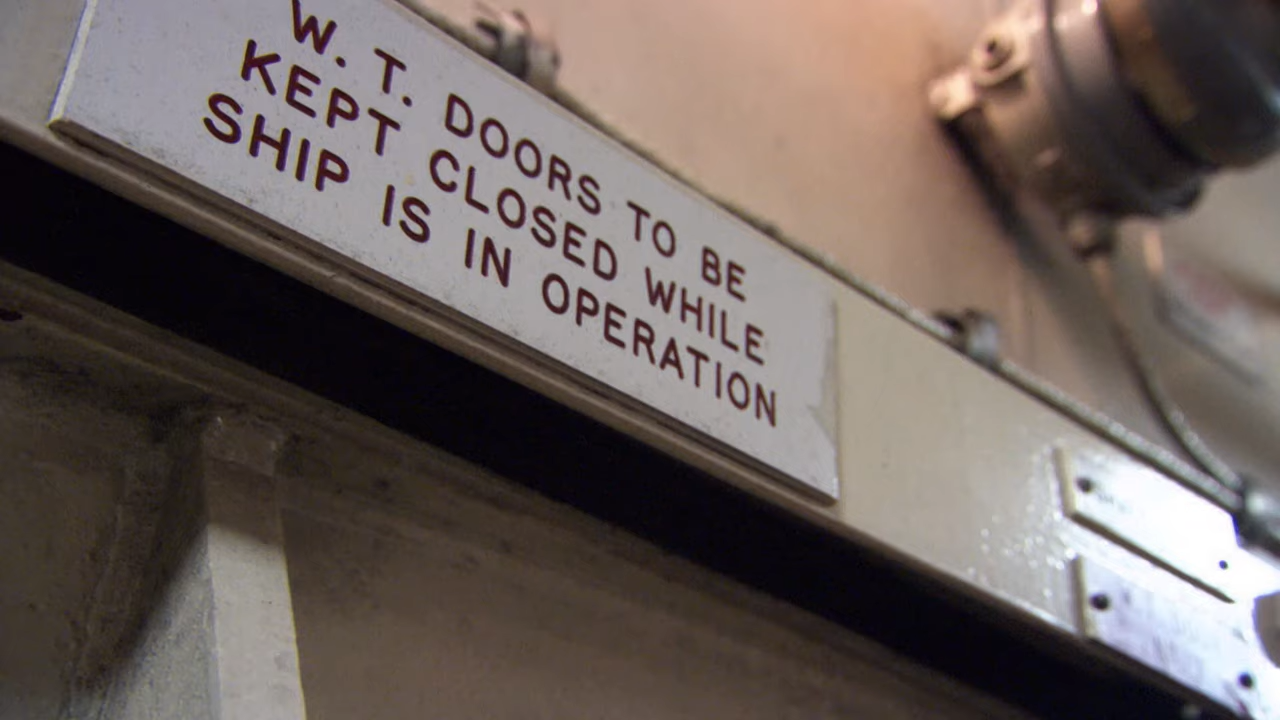 W. T. DOORS TO BE
KEPT CLOSED WHILE
SHIP IS IN OPERATION